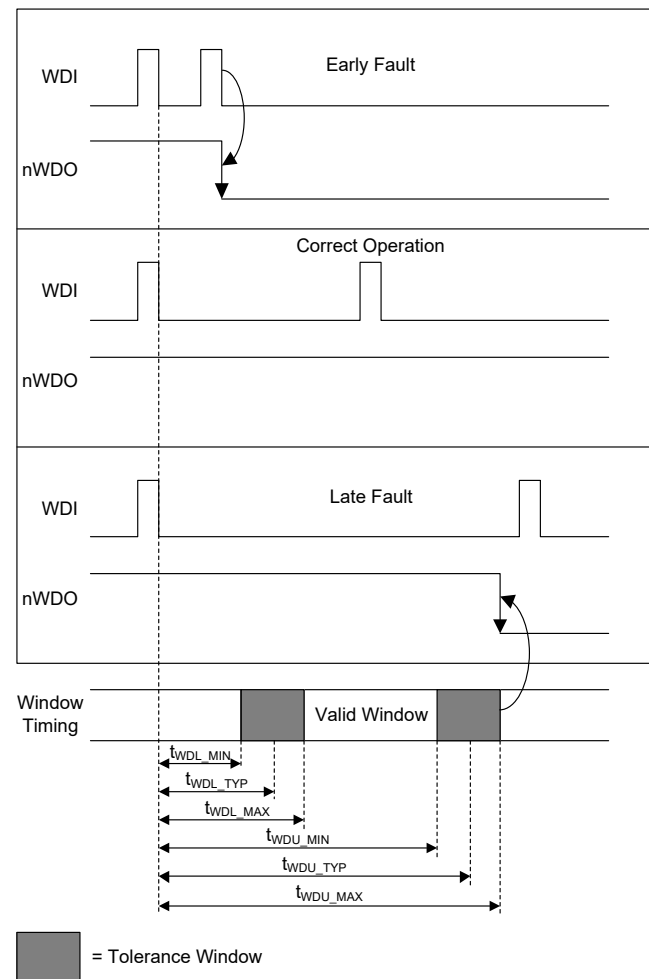 Early Fault
WDI
nWDO
Correct Operation
WDI
nWDO
Late Fault
WDI
nWDO
Window
Timing
Valid Window
tWDL_MIN
tWDL_TYP
tWDL_MAX
tWDU_MIN
tWDU_TYP
tWDU_MAX
= Tolerance Window